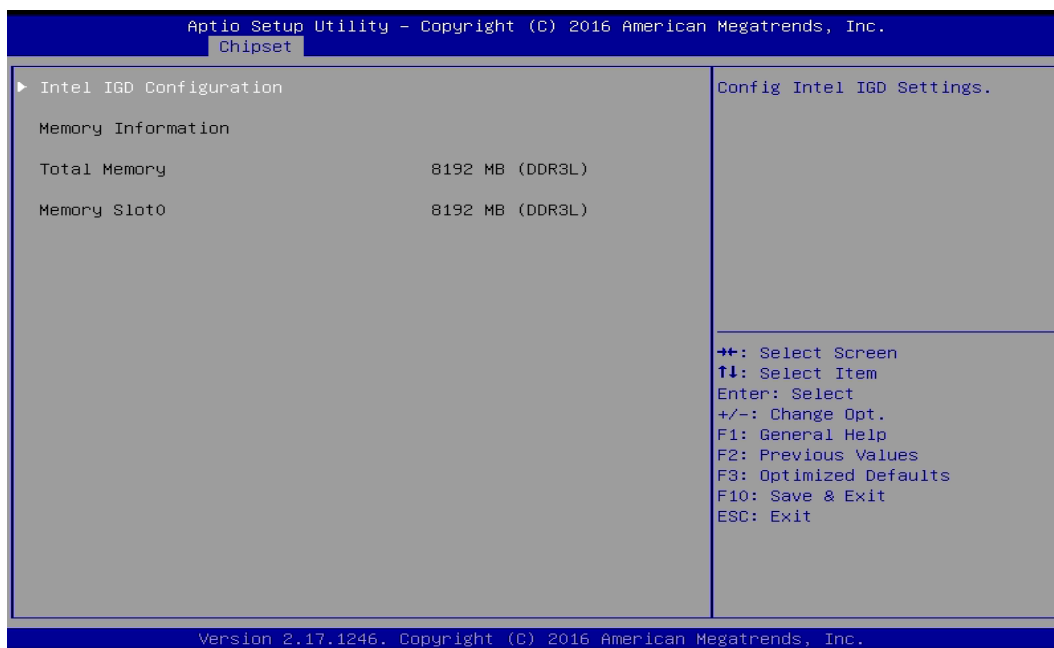 Aptio Setup Utility – Copyright (C) 2016 American Megatrends, Inc.
Chipset
▶ Intel IGD Configuration
Memory Information
Total Memory 8192 MB (DDR3L)
Memory Slot0 8192 MB (DDR3L)
Config Intel IGD Settings.
→←: Select Screen
↑↓: Select Item
Enter: Select
+/-: Change Opt.
F1: General Help
F2: Previous Values
F3: Optimized Defaults
F10: Save & Exit
ESC: Exit
Version 2.17.1246. Copyright (C) 2016 American Megatrends, Inc.